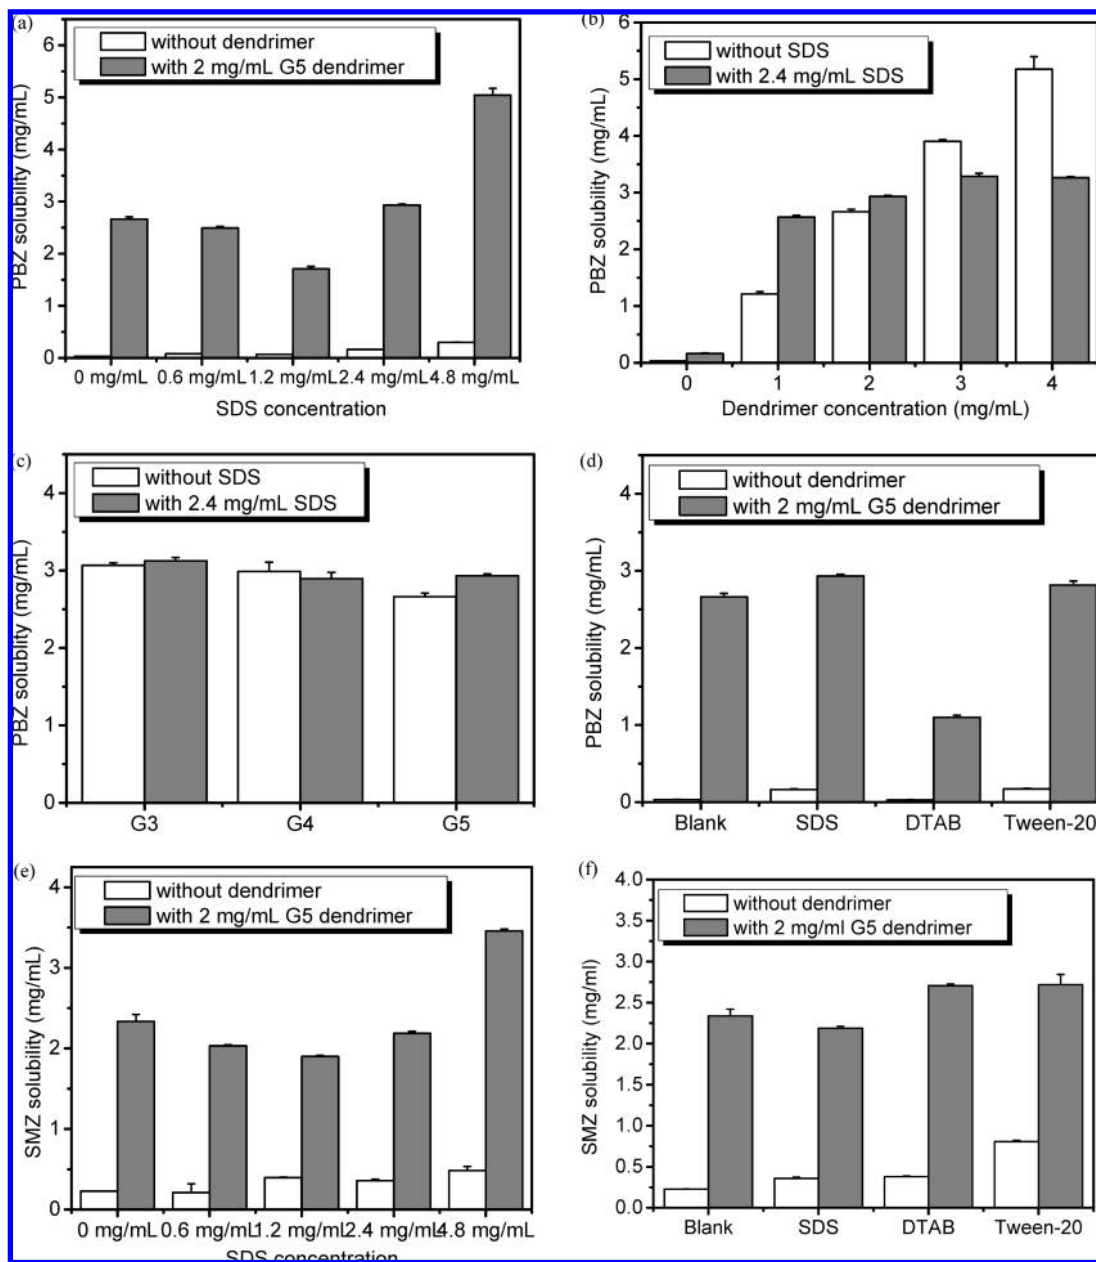 (a)
without dendrimer
with 2 mg/mL G5 dendrimer
PBZ solubility (mg/mL)
6
5
4
3
2
1
0
0 mg/mL 0.6 mg/mL 1.2 mg/mL 2.4 mg/mL 4.8 mg/mL
SDS concentration
(b)
without SDS
with 2.4 mg/mL SDS
PBZ solubility (mg/mL)
6
5
4
3
2
1
0
0 1 2 3 4
Dendrimer concentration (mg/mL)
(c)
without SDS
with 2.4 mg/mL SDS
PBZ solubility (mg/mL)
4
3
2
1
0
G3 G4 G5
(d)
without dendrimer
with 2 mg/mL G5 dendrimer
PBZ solubility (mg/mL)
4
3
2
1
0
Blank SDS DTAB Tween-20
(e)
without dendrimer
with 2 mg/mL G5 dendrimer
SMZ solubility (mg/mL)
4
3
2
1
0
0 mg/mL 0.6 mg/mL 1.2 mg/mL 2.4 mg/mL 4.8 mg/mL
SDS concentration
(f)
without dendrimer
with 2 mg/ml G5 dendrimer
SMZ solubility (mg/ml)
4.0
3.5
3.0
2.5
2.0
1.5
1.0
0.5
0.0
Blank SDS DTAB Tween-20